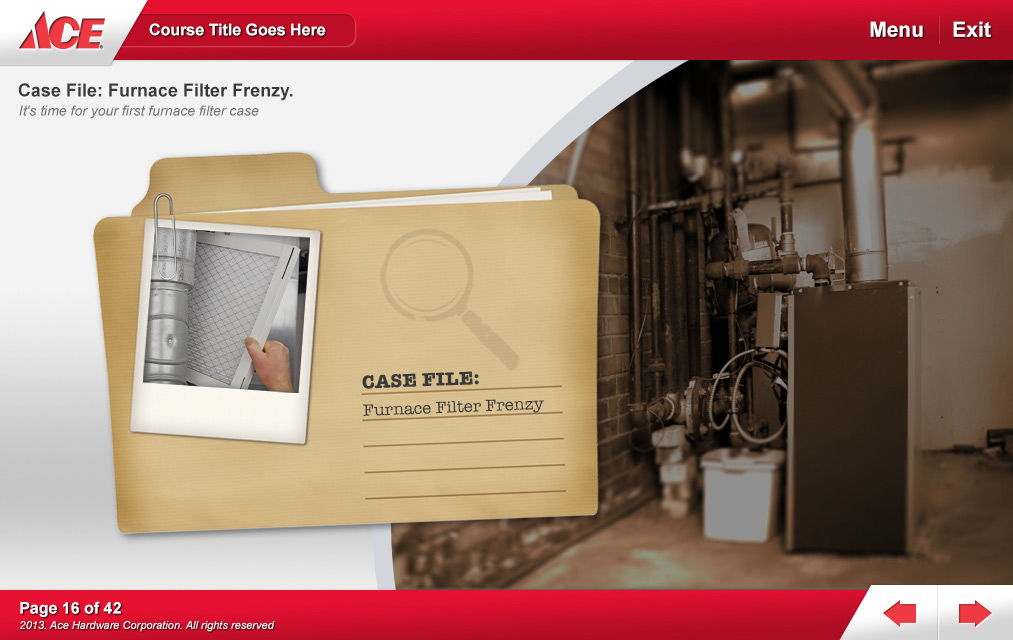 ACE
Course Title Goes Here
Menu
Exit
Case File: Furnace Filter Frenzy.
It's time for your first furnace filter case
CASE FILE:
Furnace Filter Frenzy
Page 16 of 42
2013. Ace Hardware Corporation. All rights reserved